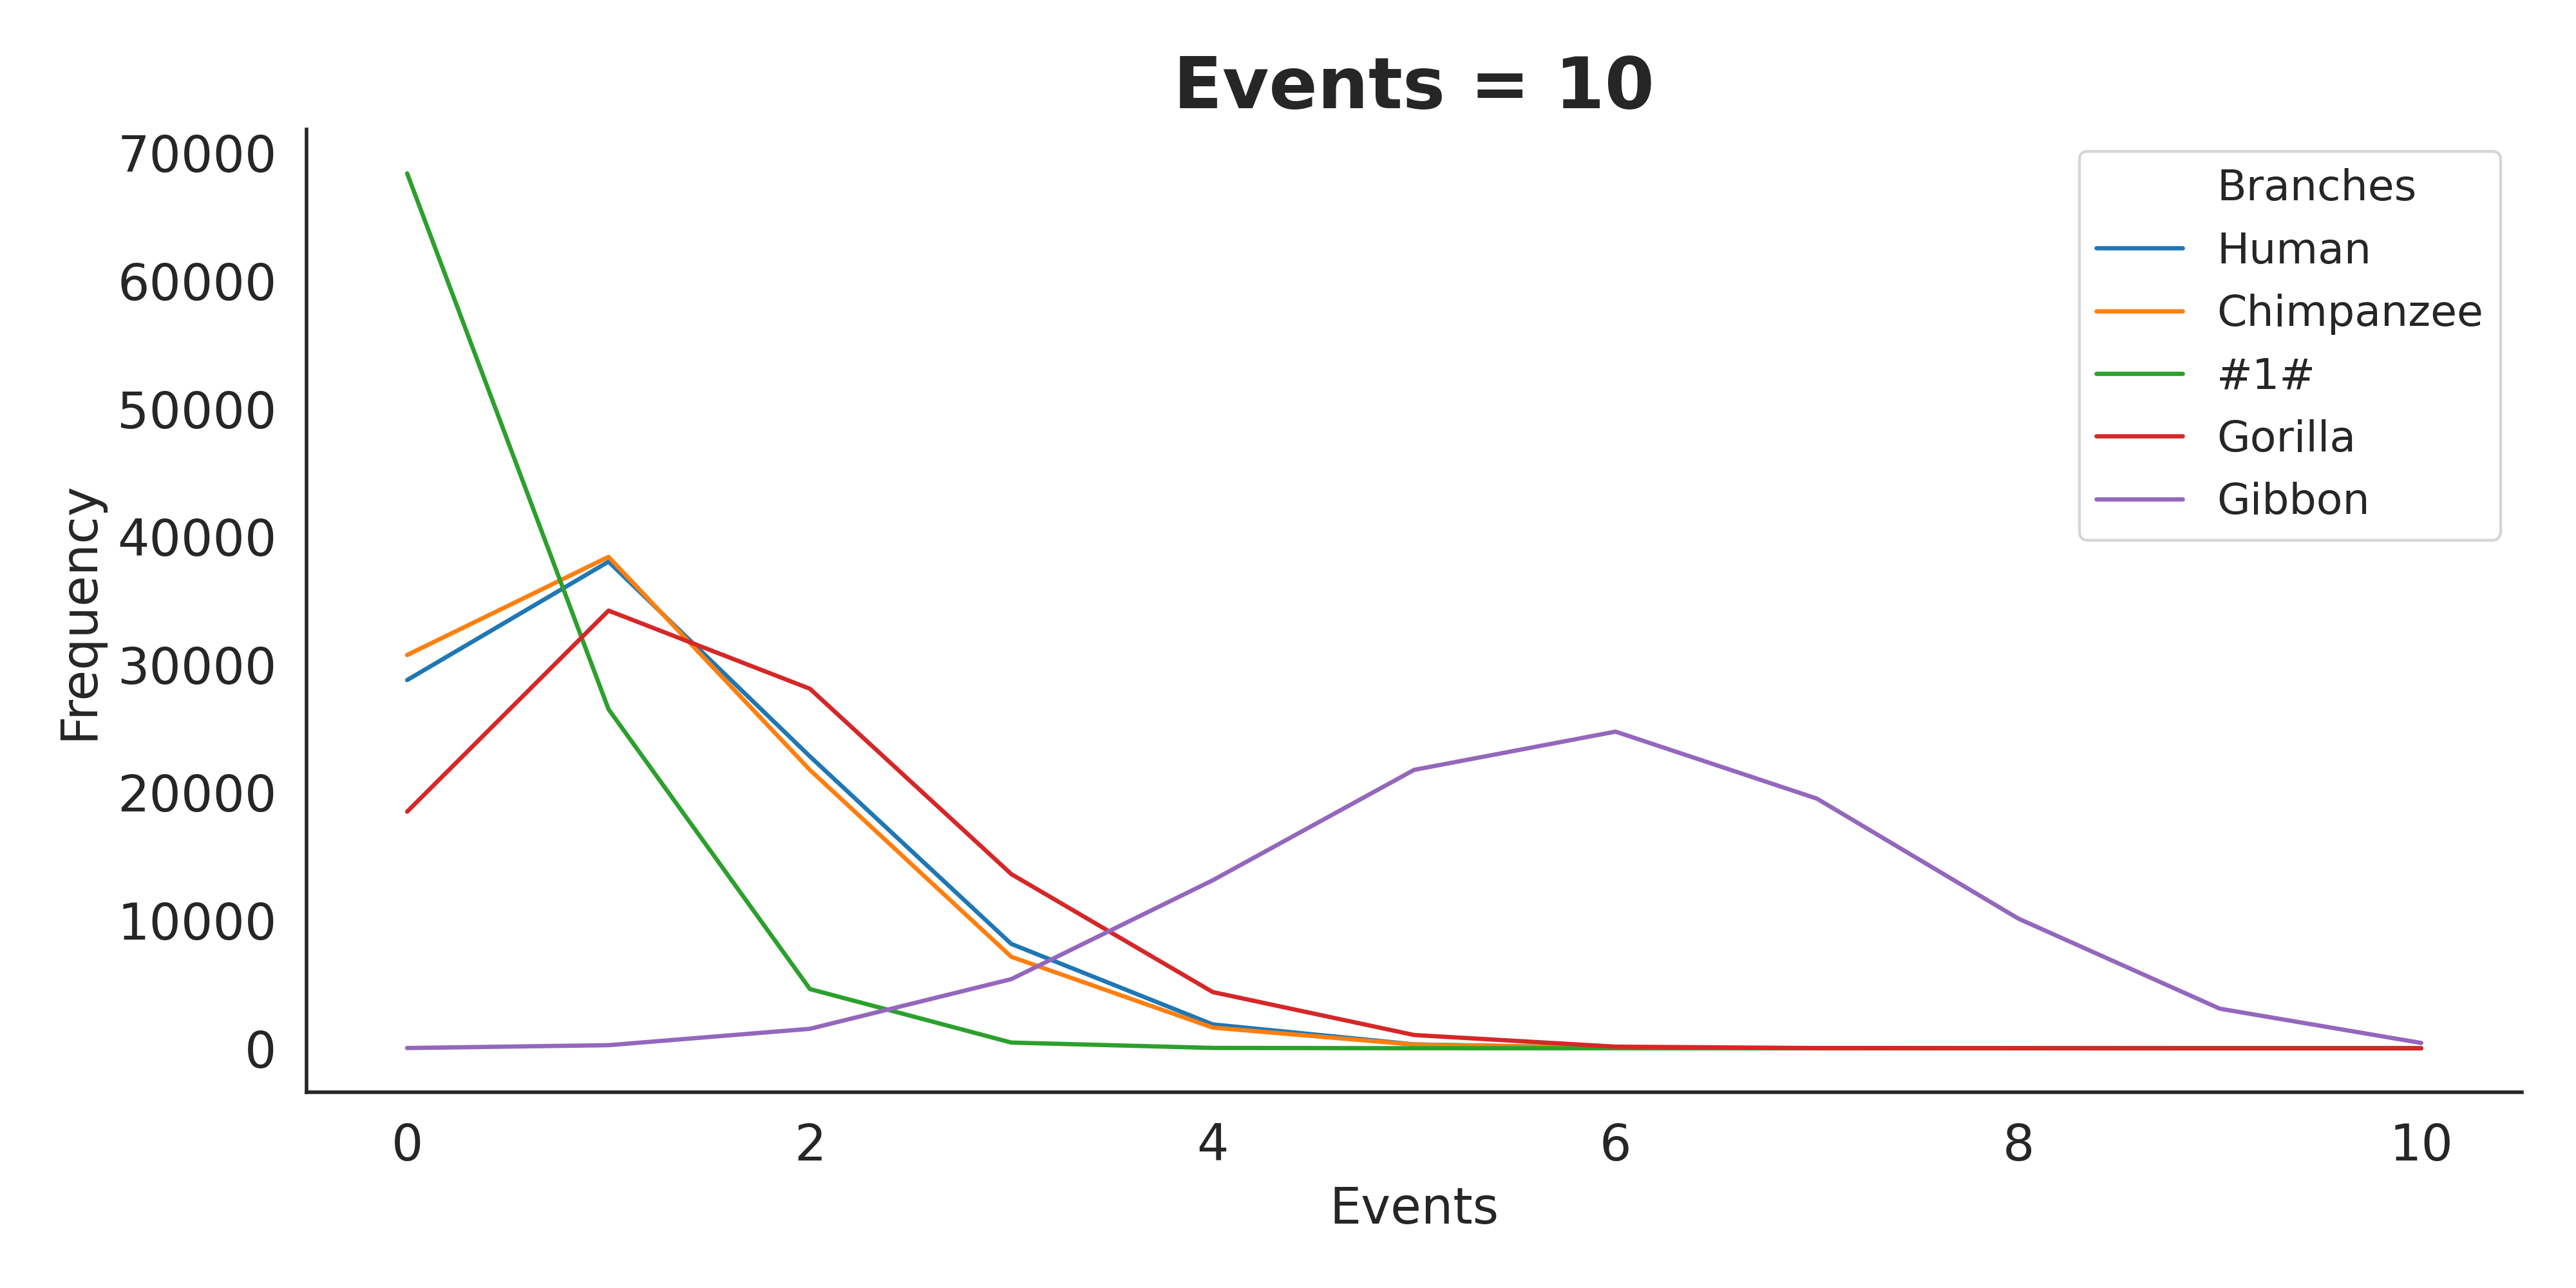 Events = 10
70000
60000
50000
40000
30000
20000
10000
0
Frequency
0 2 4 6 8 10
Events
Branches
Human
Chimpanzee
#1#
Gorilla
Gibbon